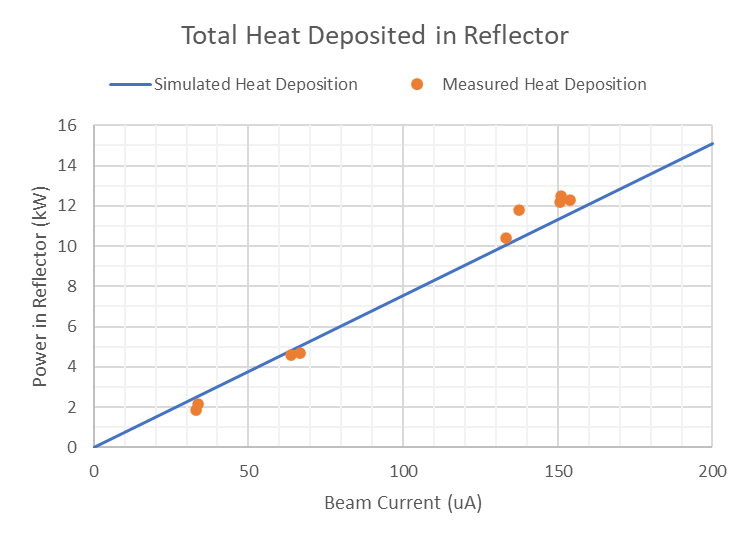 Total Heat Deposited in Reflector
Simulated Heat Deposition
Measured Heat Deposition
16
14
12
10
8
6
4
2
0
Power in Reflector (kW)
0 50 100 150 200
Beam Current (uA)